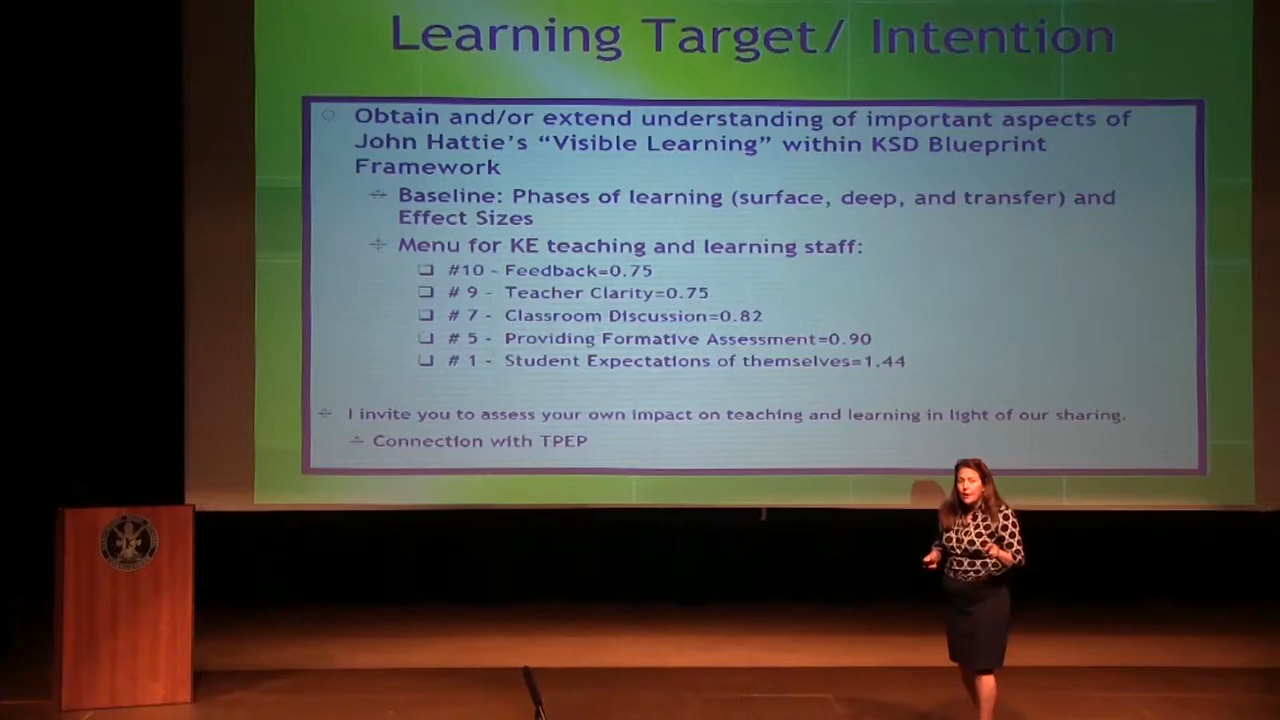 Learning Target/ Intention
Obtain and/or extend understanding of important aspects of
John Hattie's “Visible Learning” within KSD Blueprint
Framework
Baseline: Phases of learning (surface, deep, and transfer) and
Effect Sizes
Menu for KE teaching and learning staff:
#10 - Feedback=0.75
# 9 - Teacher Clarity=0.75
# 7 - Classroom Discussion=0.82
# 5 - Providing Formative Assessment=0.90
# 1 - Student Expectations of themselves=1.44
I invite you to assess your own impact on teaching and learning in light of our sharing.
Connection with TPEP